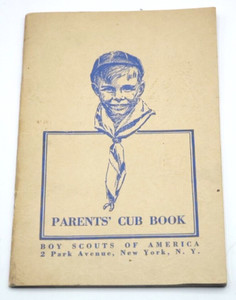 PARENTS' CUB BOOK
BOY SCOUTS OF AMERICA
2 Park Avenue, New York, N. Y.